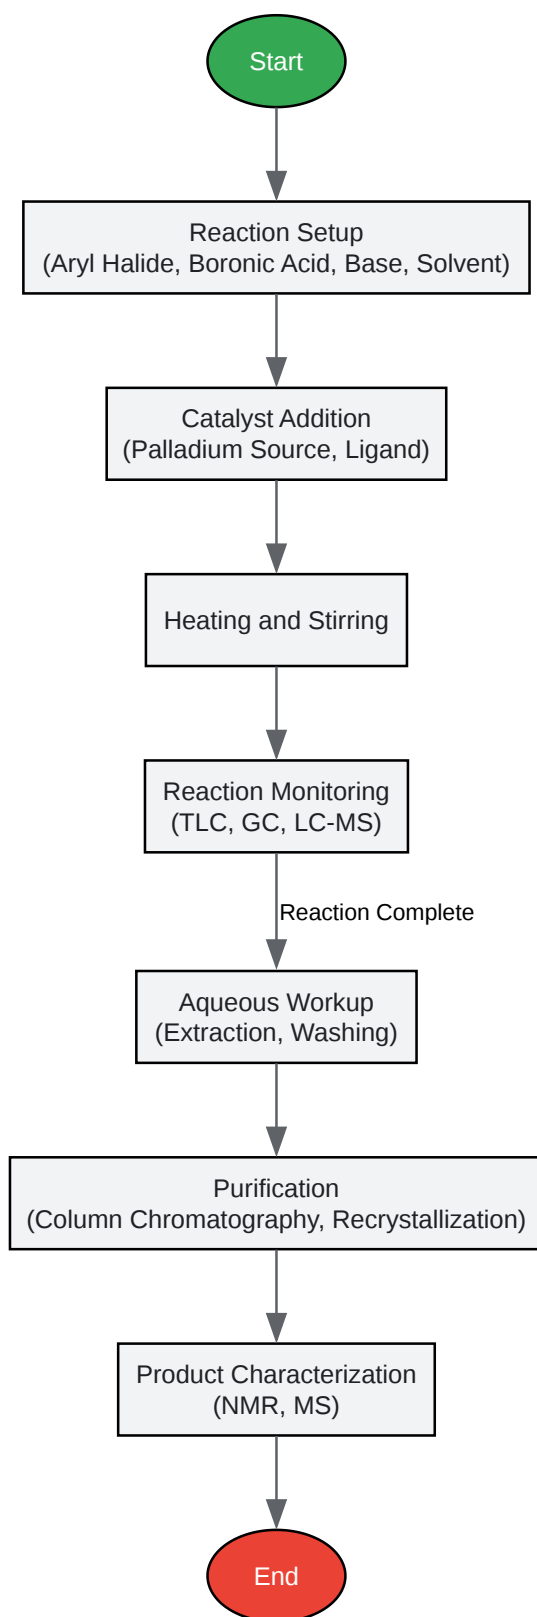 Start
Reaction Setup
(Aryl Halide, Boronic Acid, Base, Solvent)
Catalyst Addition
(Palladium Source, Ligand)
Heating and Stirring
Reaction Monitoring
(TLC, GC, LC-MS)
Reaction Complete
Aqueous Workup
(Extraction, Washing)
Purification
(Column Chromatography, Recrystallization)
Product Characterization
(NMR, MS)
End